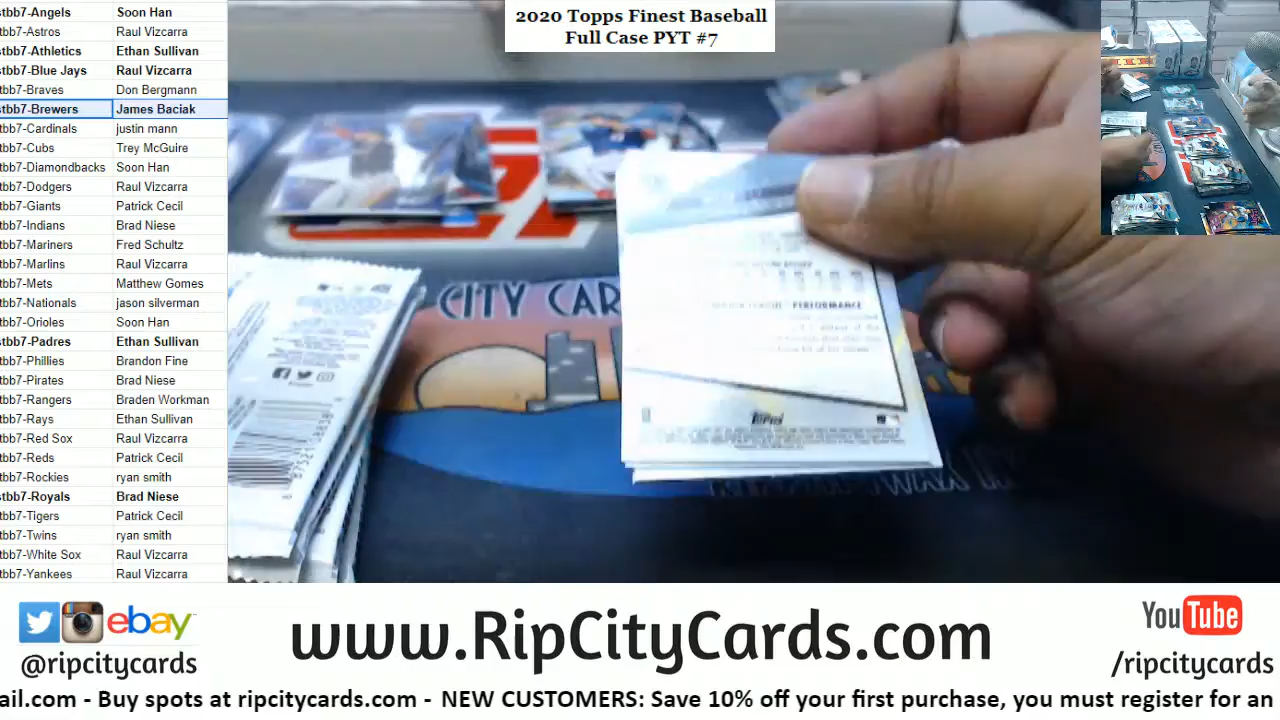 2020 Topps Finest Baseball
Full Case PYT #7
stbb7-Angels Soon Han
tbb7-Astros Raul Vizcarra
stbb7-Athletics Ethan Sullivan
stbb7-Blue Jays Raul Vizcarra
tbb7-Braves Don Bergmann
stbb7-Brewers James Baciak
tbb7-Cardinals justin mann
tbb7-Cubs Trey McGuire
tbb7-Diamondbacks Soon Han
tbb7-Dodgers Raul Vizcarra
tbb7-Giants Patrick Cecil
tbb7-Indians Brad Niese
tbb7-Mariners Fred Schultz
tbb7-Marlins Raul Vizcarra
tbb7-Mets Matthew Gomes
tbb7-Nationals jason silverman
tbb7-Orioles Soon Han
stbb7-Padres Ethan Sullivan
tbb7-Phillies Brandon Fine
tbb7-Pirates Brad Niese
tbb7-Rangers Braden Workman
tbb7-Rays Ethan Sullivan
tbb7-Red Sox Raul Vizcarra
tbb7-Reds Patrick Cecil
tbb7-Rockies ryan smith
stbb7-Royals Brad Niese
tbb7-Tigers Patrick Cecil
tbb7-Twins ryan smith
tbb7-White Sox Raul Vizcarra
tbb7-Yankees Raul Vizcarra
CITY CAR
PERFORMANCE
Topps
ebay
@ripcitycards
www.RipCityCards.com
YouTube
/ripcitycards
ail.com - Buy spots at ripcitycards.com - NEW CUSTOMERS: Save 10% off your first purchase, you must register for an